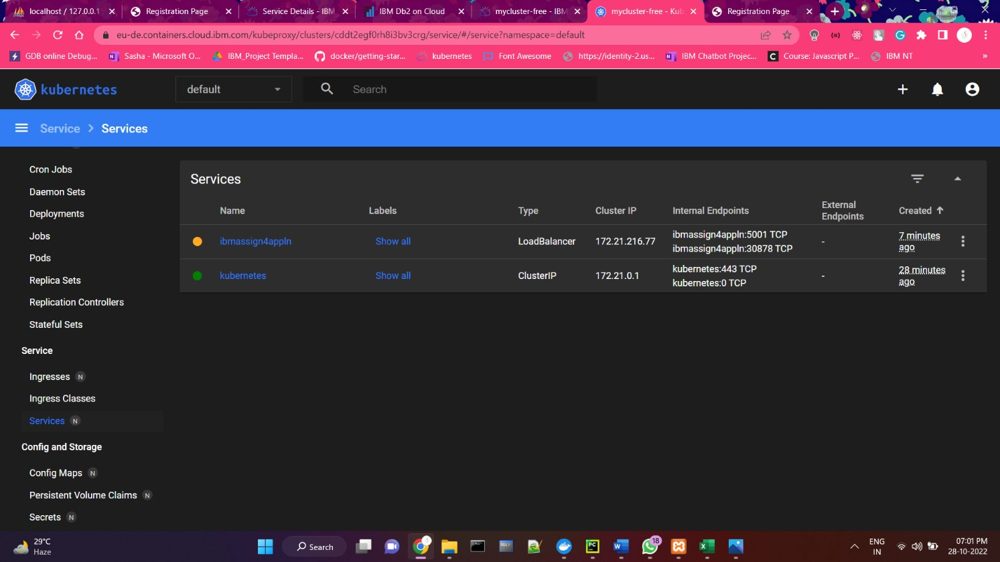 localhost / 127.0.0.1
Registration Page
Service Details - IBM
IBM Db2 on Cloud
mycluster-free - IBM
mycluster-free - Kub
Registration Page
eu-de.containers.cloud.ibm.com/kubeproxy/clusters/cddt2egf0rh8i3bv3crg/service/#/service?namespace=default
GDB online Debug...
Sasha - Microsoft O...
IBM_Project Templa...
docker/getting-star...
kubernetes
Font Awesome
https://identity-2.us...
IBM Chatbot Projec...
Course: Javascript P...
IBM NT
»
kubernetes
default
Search
Service > Services
Cron Jobs
Daemon Sets
Deployments
Jobs
Pods
Replica Sets
Replication Controllers
Stateful Sets
Service
Ingresses N
Ingress Classes
Services N
Config and Storage
Config Maps N
Persistent Volume Claims N
Secrets N
Services
Name
Labels
Type
Cluster IP
Internal Endpoints
External
Endpoints
Created
ibmassign4appln
Show all
LoadBalancer
172.21.216.77
ibmassign4appln:5001 TCP
ibmassign4appln:30878 TCP
-
7 minutes
ago
kubernetes
Show all
ClusterIP
172.21.0.1
kubernetes:443 TCP
kubernetes:0 TCP
-
28 minutes
ago
29°C
Haze
Search
PC
18
ENG
IN
07:01 PM
28-10-2022